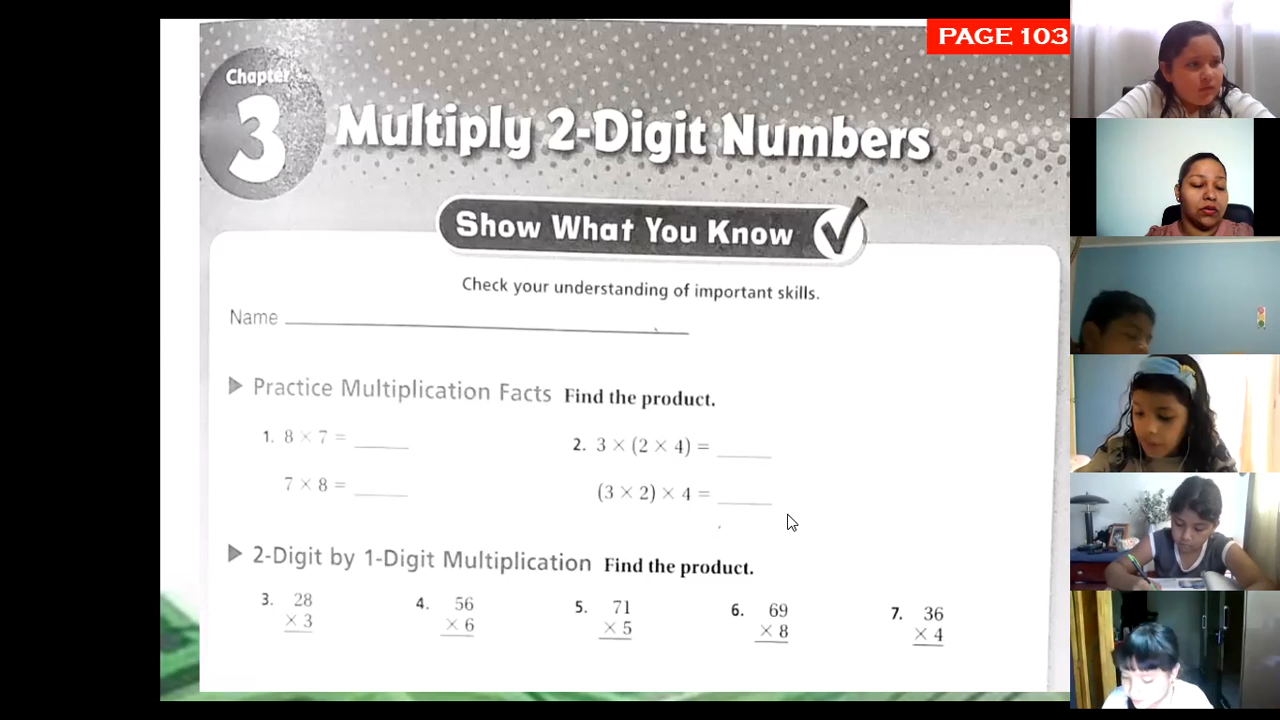 PAGE 103
Chapter
3
Multiply 2-Digit Numbers
Show What You Know
Check your understanding of important skills.
Name
Practice Multiplication Facts Find the product.
1. 8 × 7 =
2. 3 × (2 × 4) =
7 × 8 =
(3 × 2) × 4 =
2-Digit by 1-Digit Multiplication Find the product.
3. 28 4. 56 5. 71 6. 69 7. 36
× 3 × 6 × 5 × 8 × 4